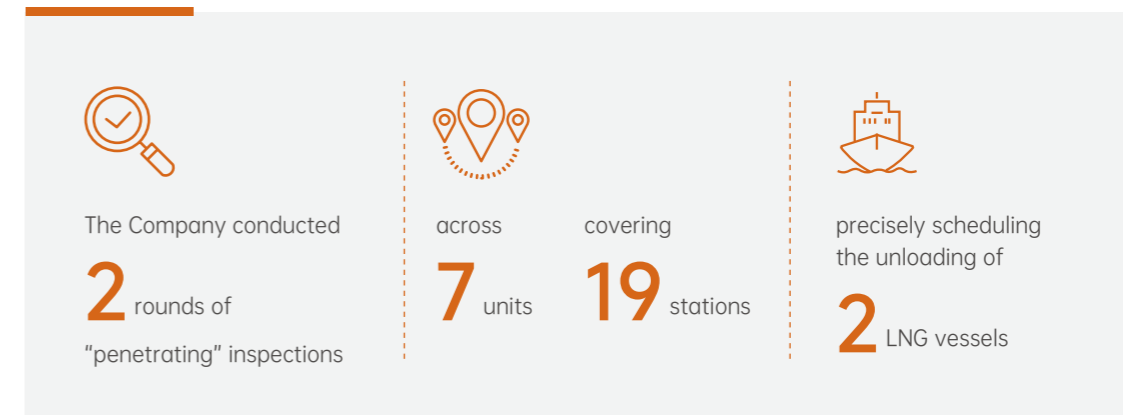 The Company conducted
2 rounds of
"penetrating" inspections
across
7 units
covering
19 stations
precisely scheduling
the unloading of
2 LNG vessels